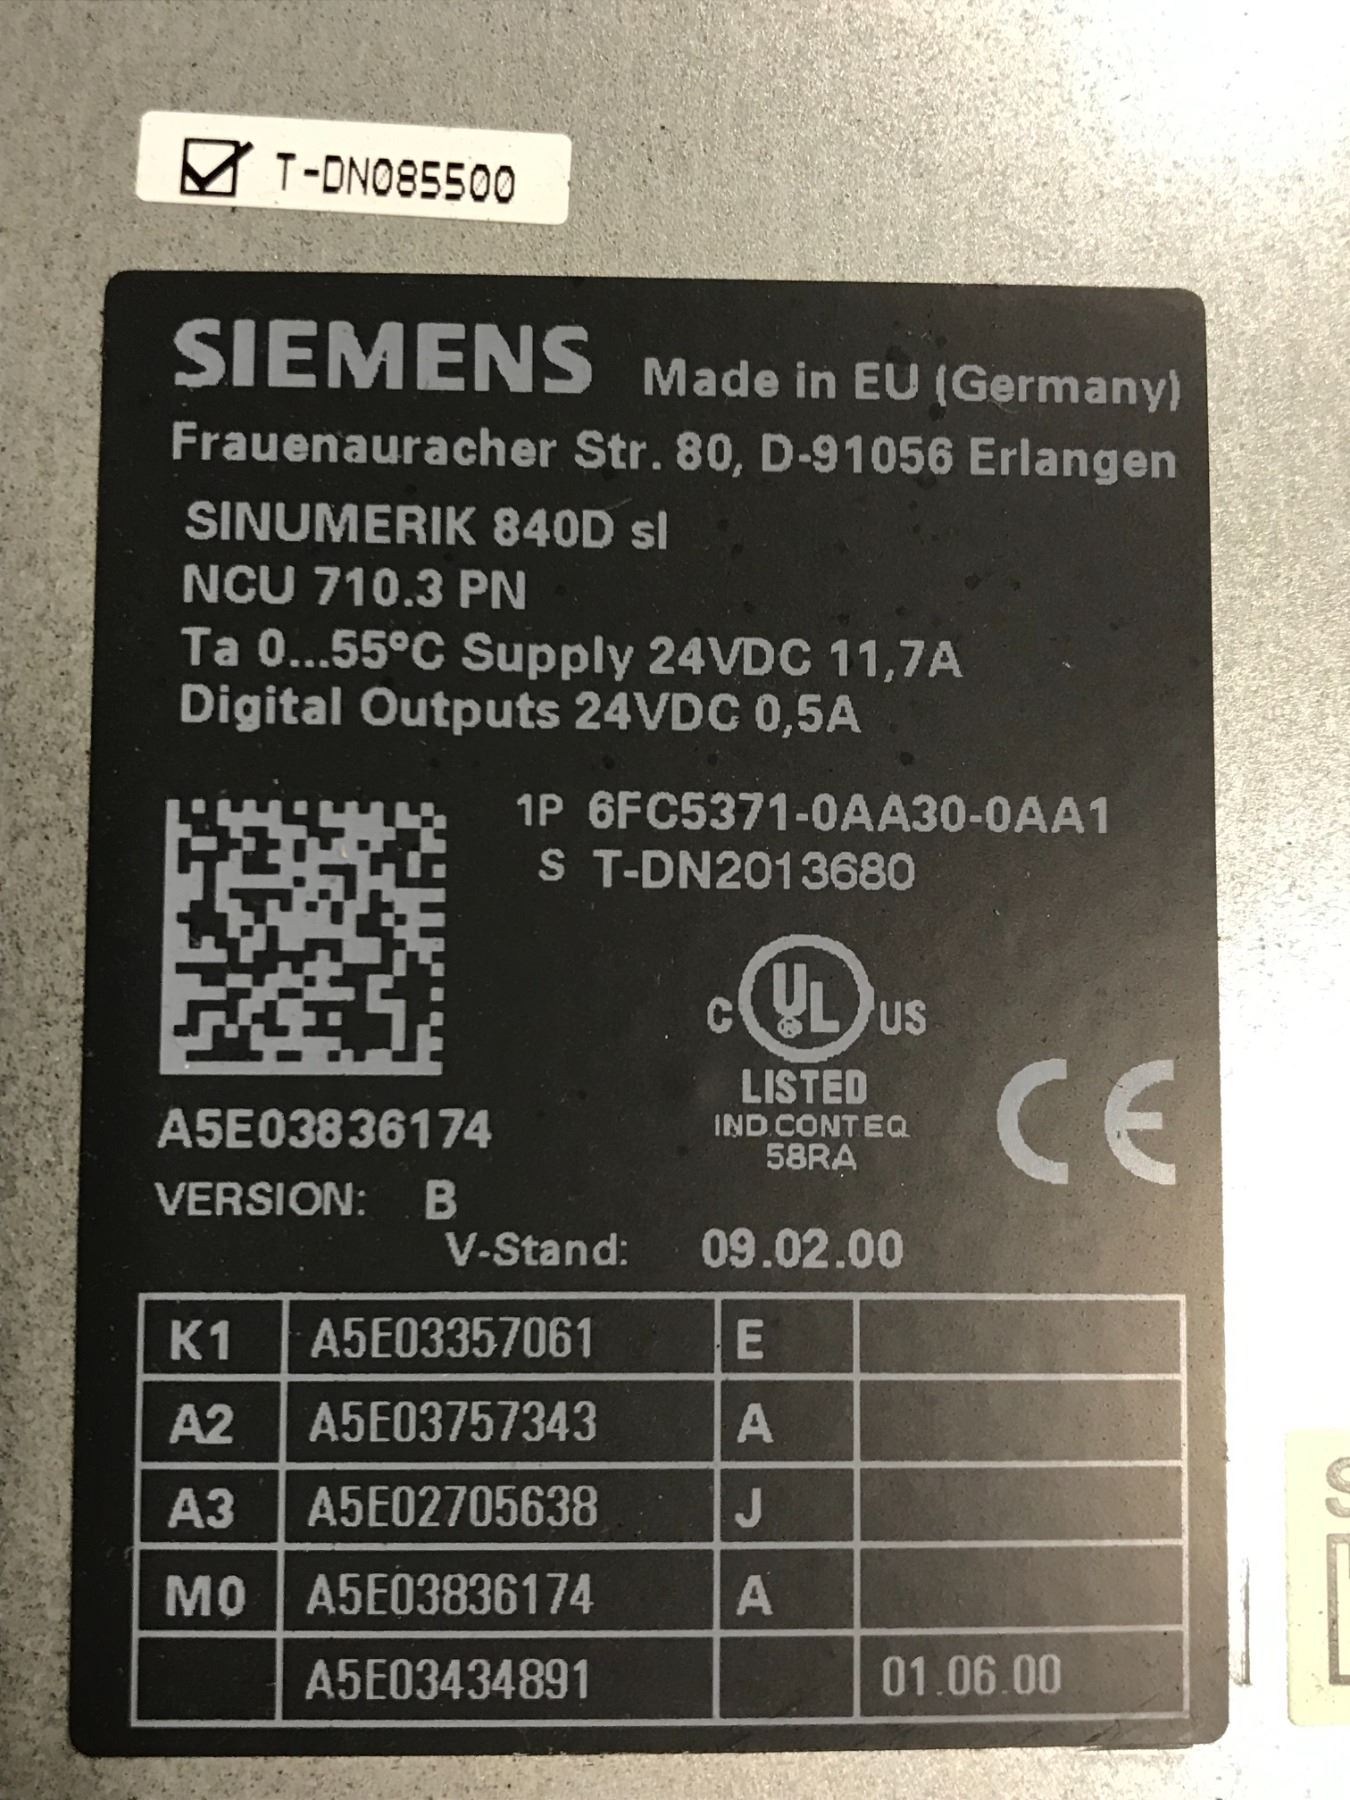 T-DN085500
SIEMENS Made in EU (Germany)
Frauenauracher Str. 80, D-91056 Erlangen
SINUMERIK 840D sl
NCU 710.3 PN
Ta 0...55°C Supply 24VDC 11,7A
Digital Outputs 24VDC 0,5A
1P 6FC5371-0AA30-0AA1
S T-DN2013680
C UL US
®
LISTED
IND.CONT.EQ
58RA
CE
A5E03836174
VERSION: B
V-Stand: 09.02.00
K1 A5E03357061 E
A2 A5E03757343 A
A3 A5E02705638 J
M0 A5E03836174 A
A5E03434891 01.06.00